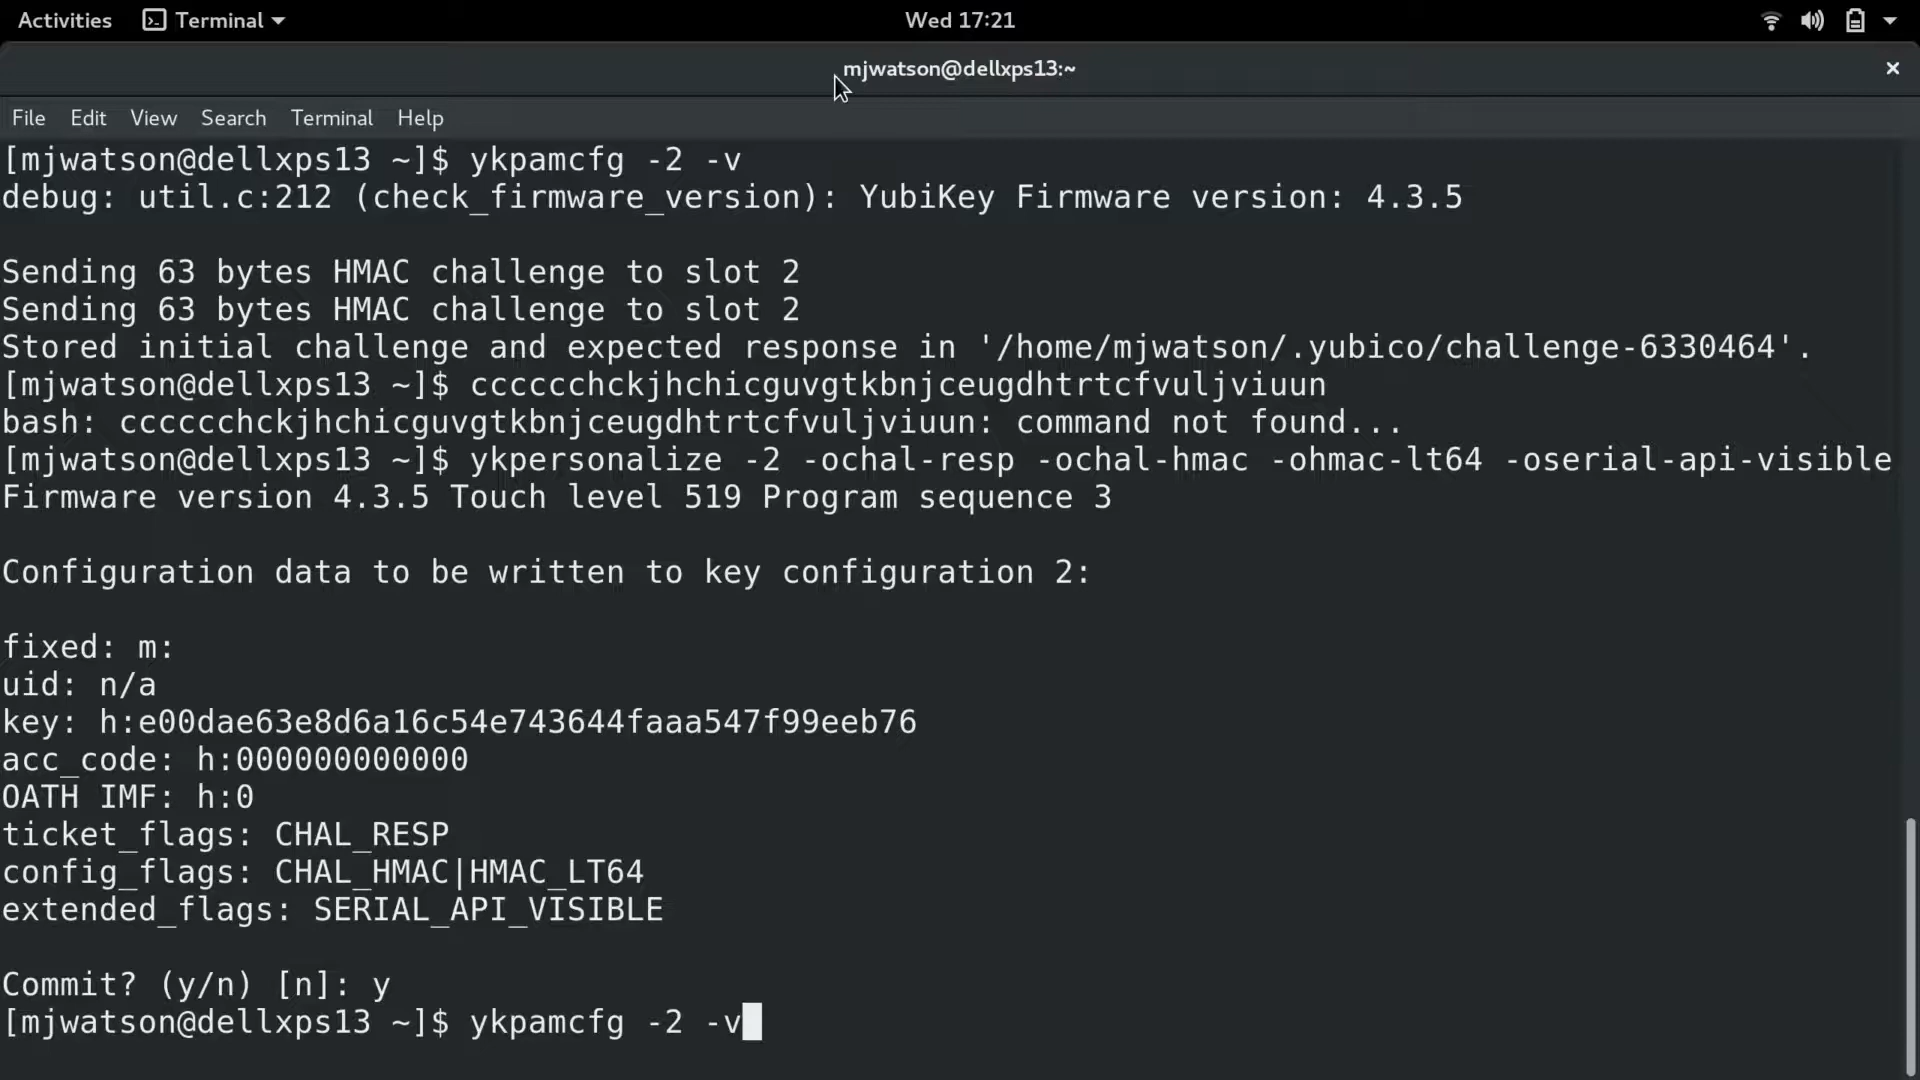 Activities Terminal Wed 17:21
mjwatson@dellxps13:~
File Edit View Search Terminal Help
[mjwatson@dellxps13 ~]$ ykpamcfg -2 -v
debug: util.c:212 (check_firmware_version): YubiKey Firmware version: 4.3.5
Sending 63 bytes HMAC challenge to slot 2
Sending 63 bytes HMAC challenge to slot 2
Stored initial challenge and expected response in '/home/mjwatson/.yubico/challenge-6330464'.
[mjwatson@dellxps13 ~]$ cccccchckjhchicguvgtkbnjceugdhtrtcfvuljviuun
bash: cccccchckjhchicguvgtkbnjceugdhtrtcfvuljviuun: command not found...
[mjwatson@dellxps13 ~]$ ykpersonalize -2 -ochal-resp -ochal-hmac -ohmac-lt64 -oserial-api-visible
Firmware version 4.3.5 Touch level 519 Program sequence 3
Configuration data to be written to key configuration 2:
fixed: m:
uid: n/a
key: h:e00dae63e8d6a16c54e743644faaa547f99eeb76
acc_code: h:000000000000
OATH IMF: h:0
ticket_flags: CHAL_RESP
config_flags: CHAL_HMAC|HMAC_LT64
extended_flags: SERIAL_API_VISIBLE
Commit? (y/n) [n]: y
[mjwatson@dellxps13 ~]$ ykpamcfg -2 -v